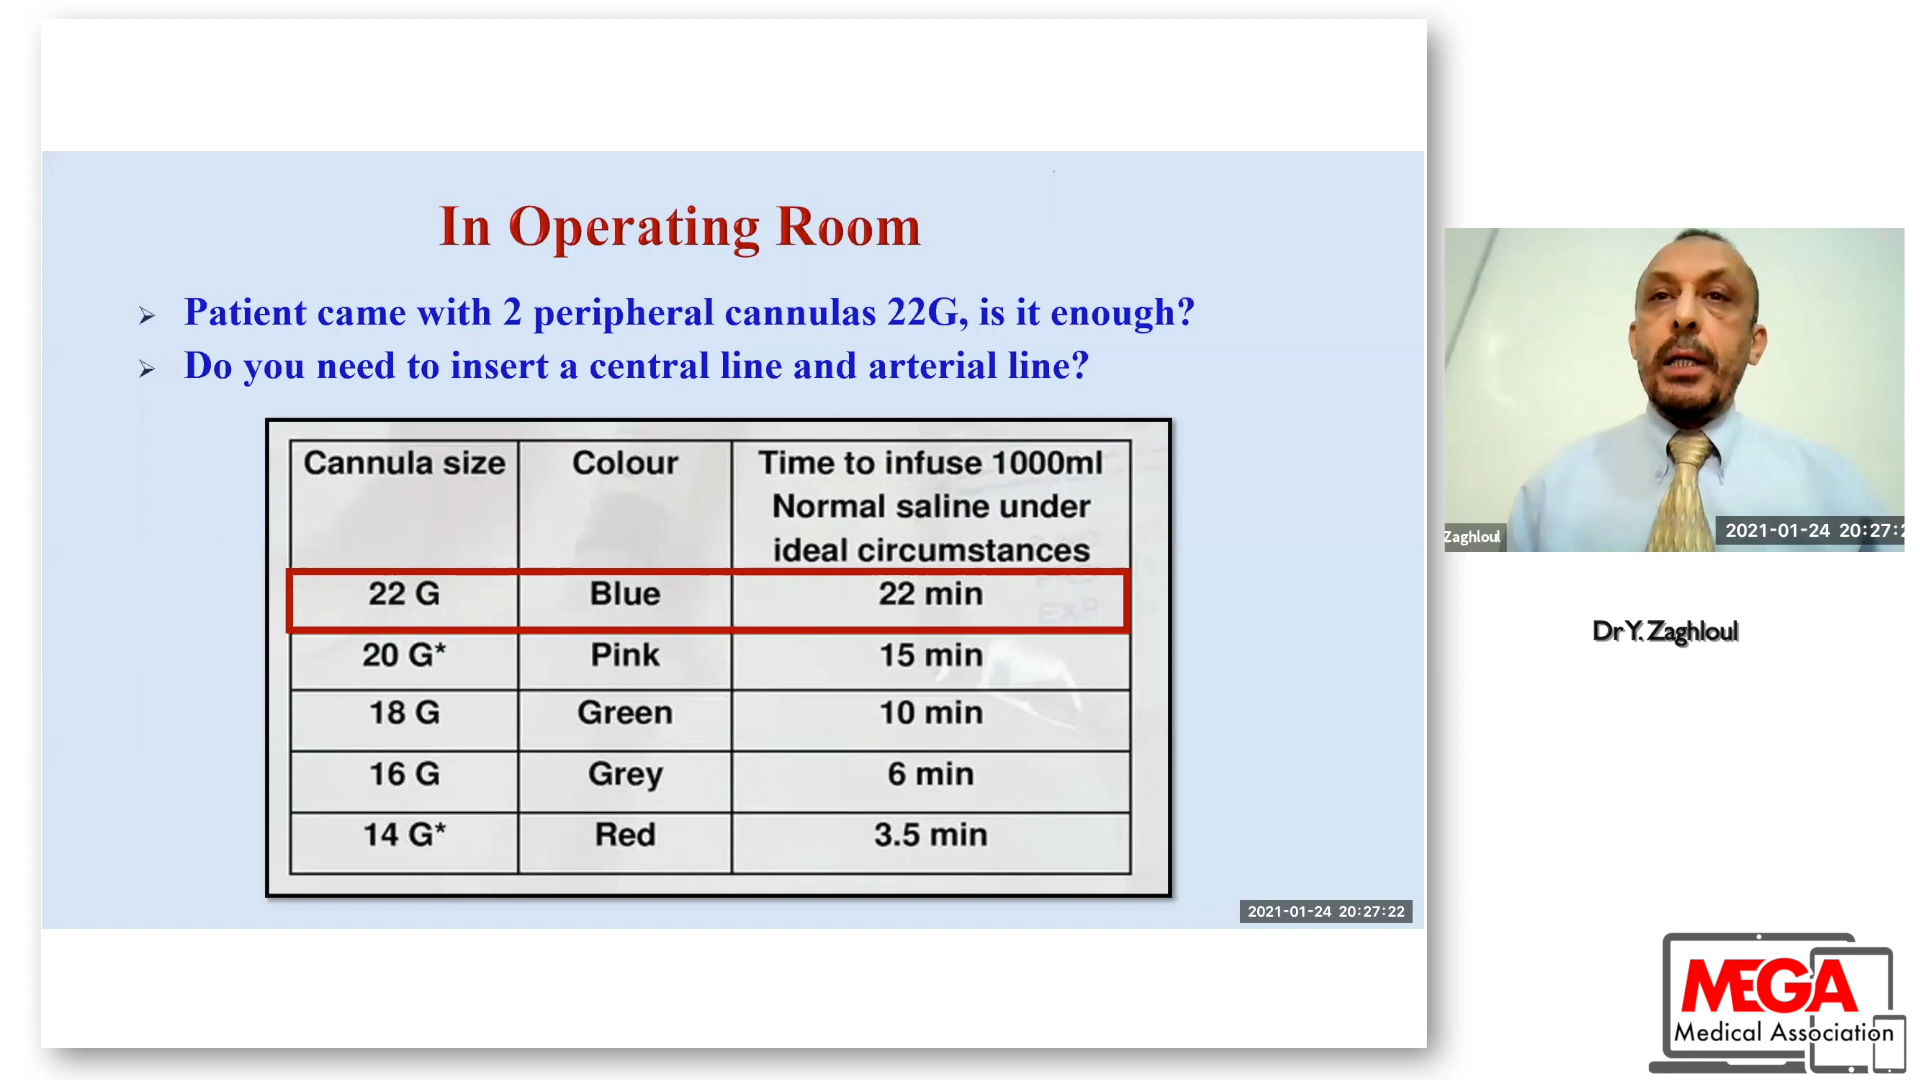 In Operating Room
Patient came with 2 peripheral cannulas 22G, is it enough?
Do you need to insert a central line and arterial line?
Cannula size Colour Time to infuse 1000ml
Normal saline under
ideal circumstances
22 G Blue 22 min
20 G* Pink 15 min
18 G Green 10 min
16 G Grey 6 min
14 G* Red 3.5 min
2021-01-24 20:27:22
Zaghloul
2021-01-24 20:27:2
Dr Y. Zaghloul
MEGA
Medical Association